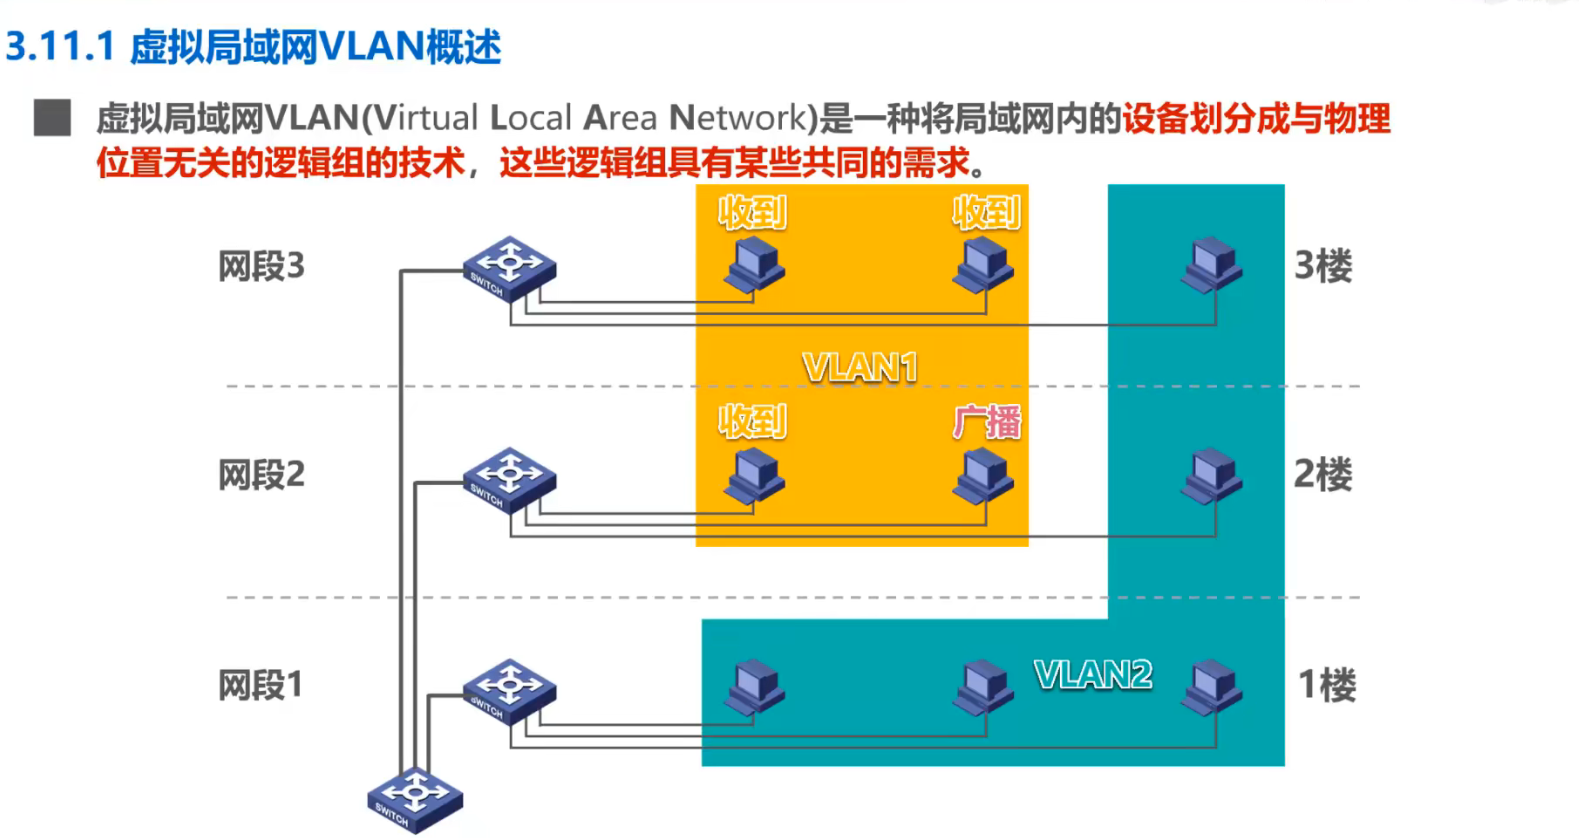 3.11.1 虚拟局域网VLAN概述
虚拟局域网VLAN(Virtual Local Area Network)是一种将局域网内的设备划分成与物理
位置无关的逻辑组的技术，这些逻辑组具有某些共同的需求。
收到 收到
网段3 SWITCH 3楼
VLAN1
收到 广播
网段2 SWITCH 2楼
VLAN2
网段1 SWITCH 1楼
SWITCH